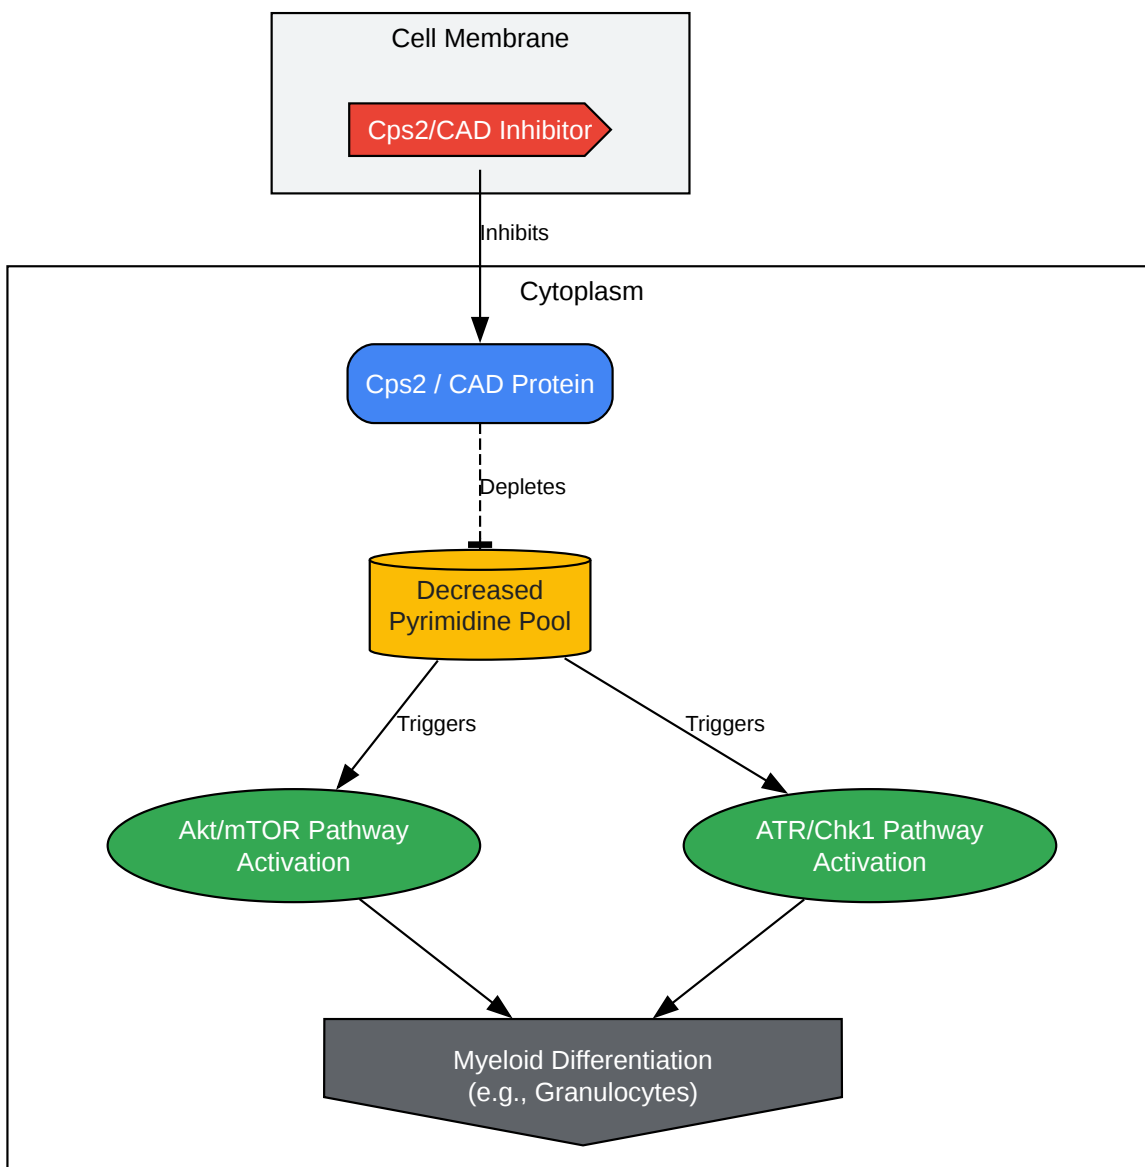 Cell Membrane
Cps2/CAD Inhibitor
Inhibits
Cytoplasm
Cps2 / CAD Protein
Depletes
Decreased
Pyrimidine Pool
Triggers
Triggers
Akt/mTOR Pathway
Activation
ATR/Chk1 Pathway
Activation
Myeloid Differentiation
(e.g., Granulocytes)